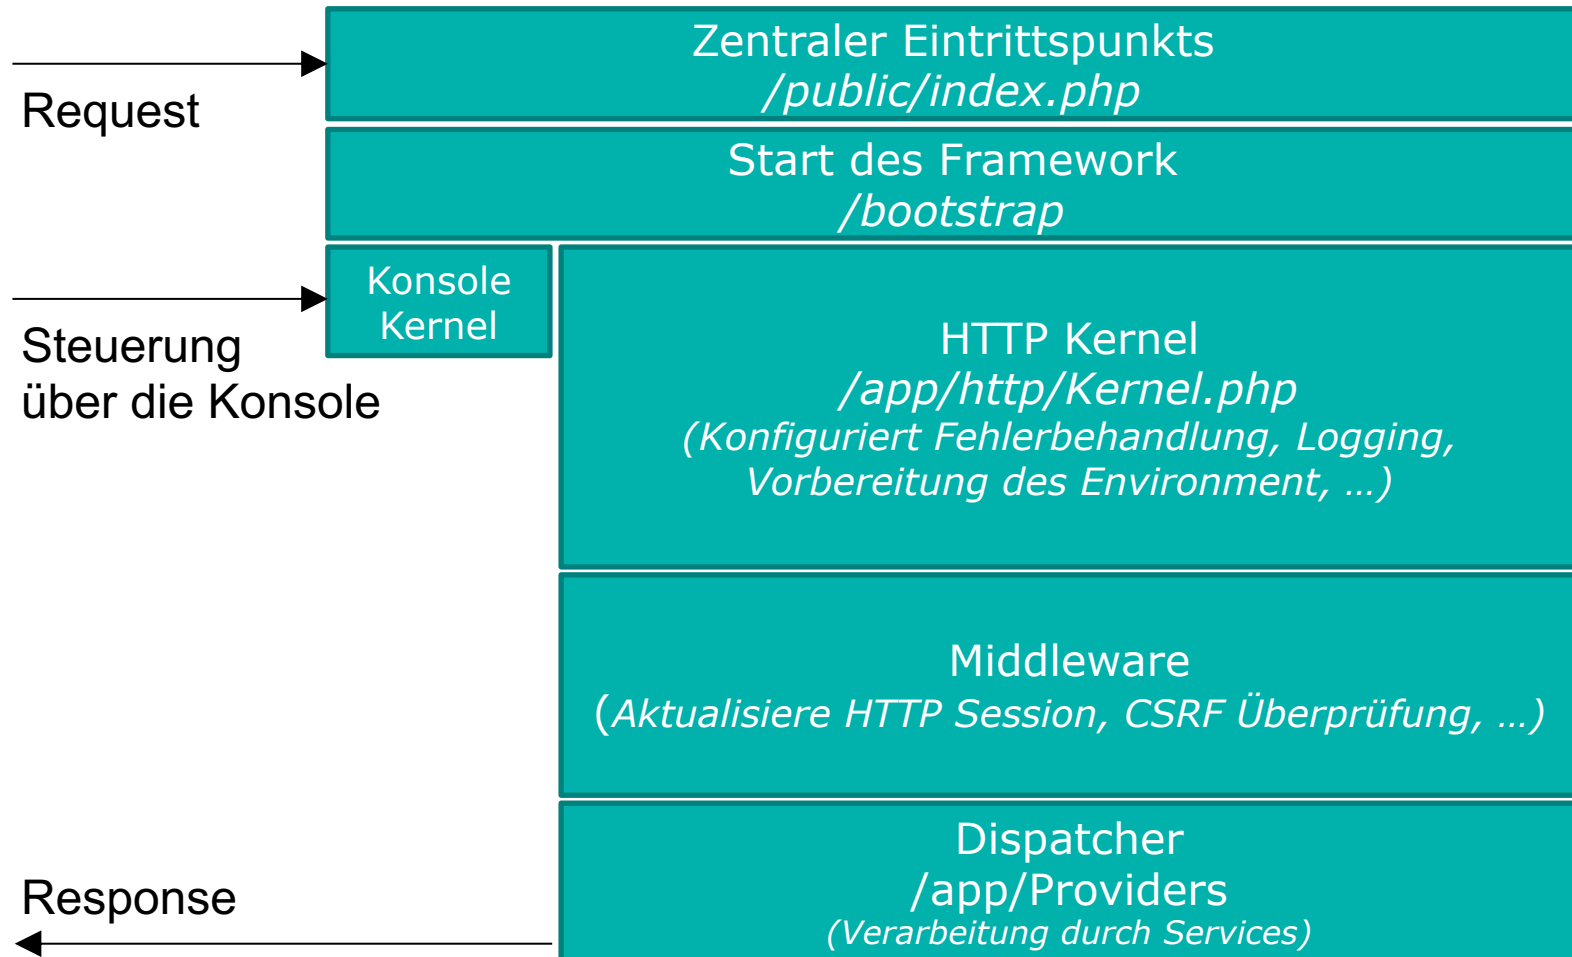 Zentraler Eintrittspunkts
/public/index.php
Request
Start des Framework
/bootstrap
Konsole
Kernel
Steuerung
über die Konsole
HTTP Kernel
/app/http/Kernel.php
(Konfiguriert Fehlerbehandlung, Logging,
Vorbereitung des Environment, …)
Middleware
(Aktualisiere HTTP Session, CSRF Überprüfung, …)
Dispatcher
/app/Providers
(Verarbeitung durch Services)
Response